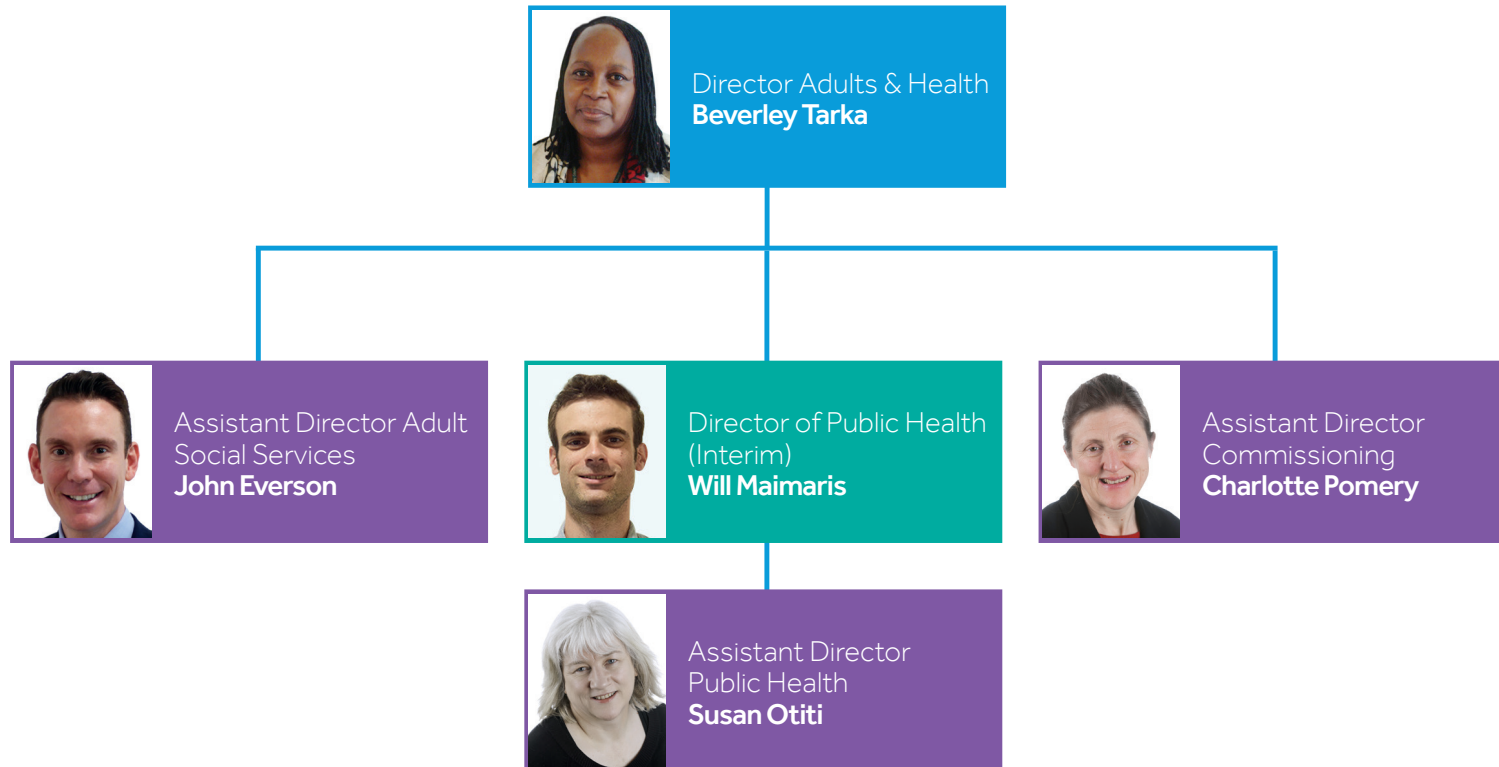 Director Adults & Health
Beverley Tarka
Assistant Director Adult
Social Services
John Everson
Director of Public Health
(Interim)
Will Maimaris
Assistant Director
Commissioning
Charlotte Pomery
Assistant Director
Public Health
Susan Otiti